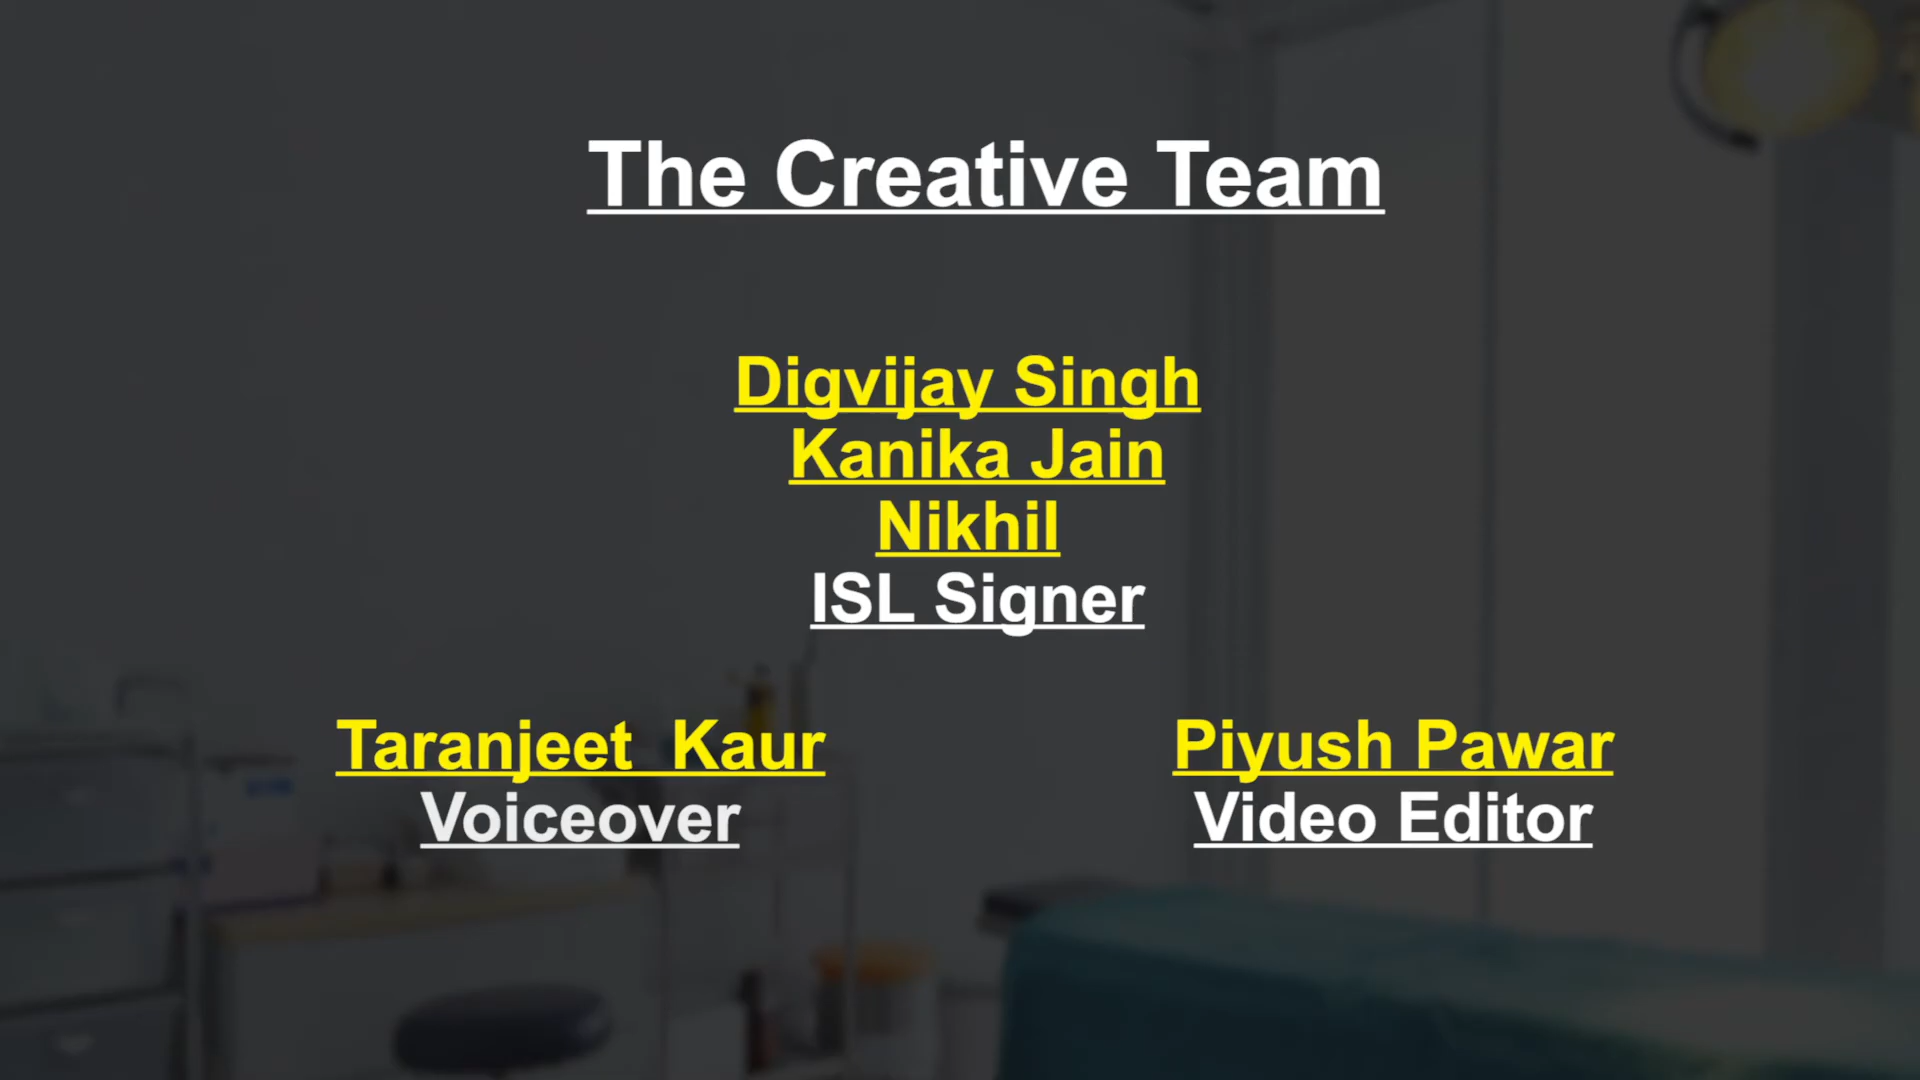 The Creative Team
Digvijay Singh
Kanika Jain
Nikhil
ISL Signer
Taranjeet  Kaur
Voiceover
Piyush Pawar
Video Editor